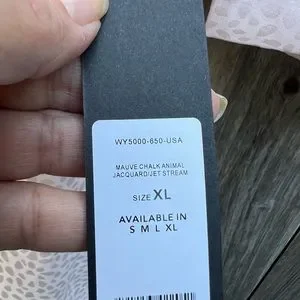 WY5000-650-USA
MAUVE CHALK ANIMAL
JACQUARD/JET STREAM
SIZE XL
AVAILABLE IN
S M L XL